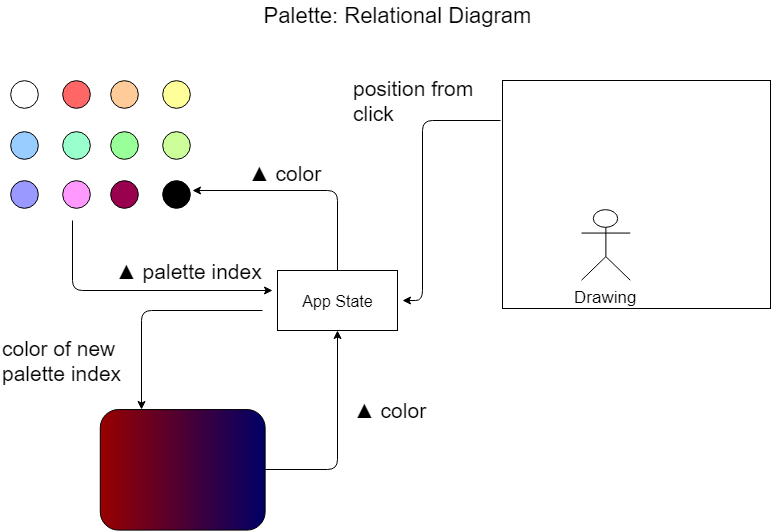 Palette: Relational Diagram
position from
click
▲ color
▲ palette index
App State
Drawing
color of new
palette index
▲ color